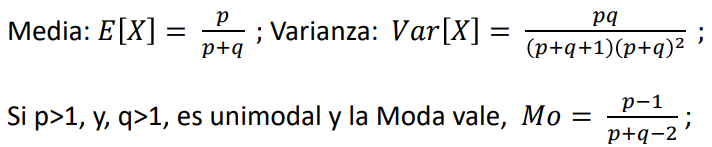 Media: E[X] = p/(p+q) ; Varianza: Var[X] = pq/((p+q+1)(p+q)²) ;
Si p>1, y, q>1, es unimodal y la Moda vale, Mo = (p−1)/(p+q−2) ;